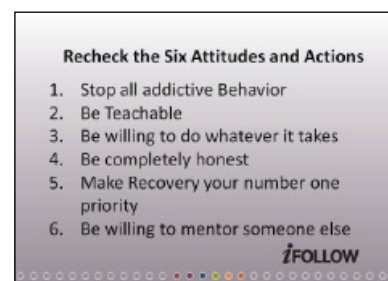 Recheck the Six Attitudes and Actions
1. Stop all addictive Behavior
2. Be Teachable
3. Be willing to do whatever it takes
4. Be completely honest
5. Make Recovery your number one
priority
6. Be willing to mentor someone else
iFOLLOW